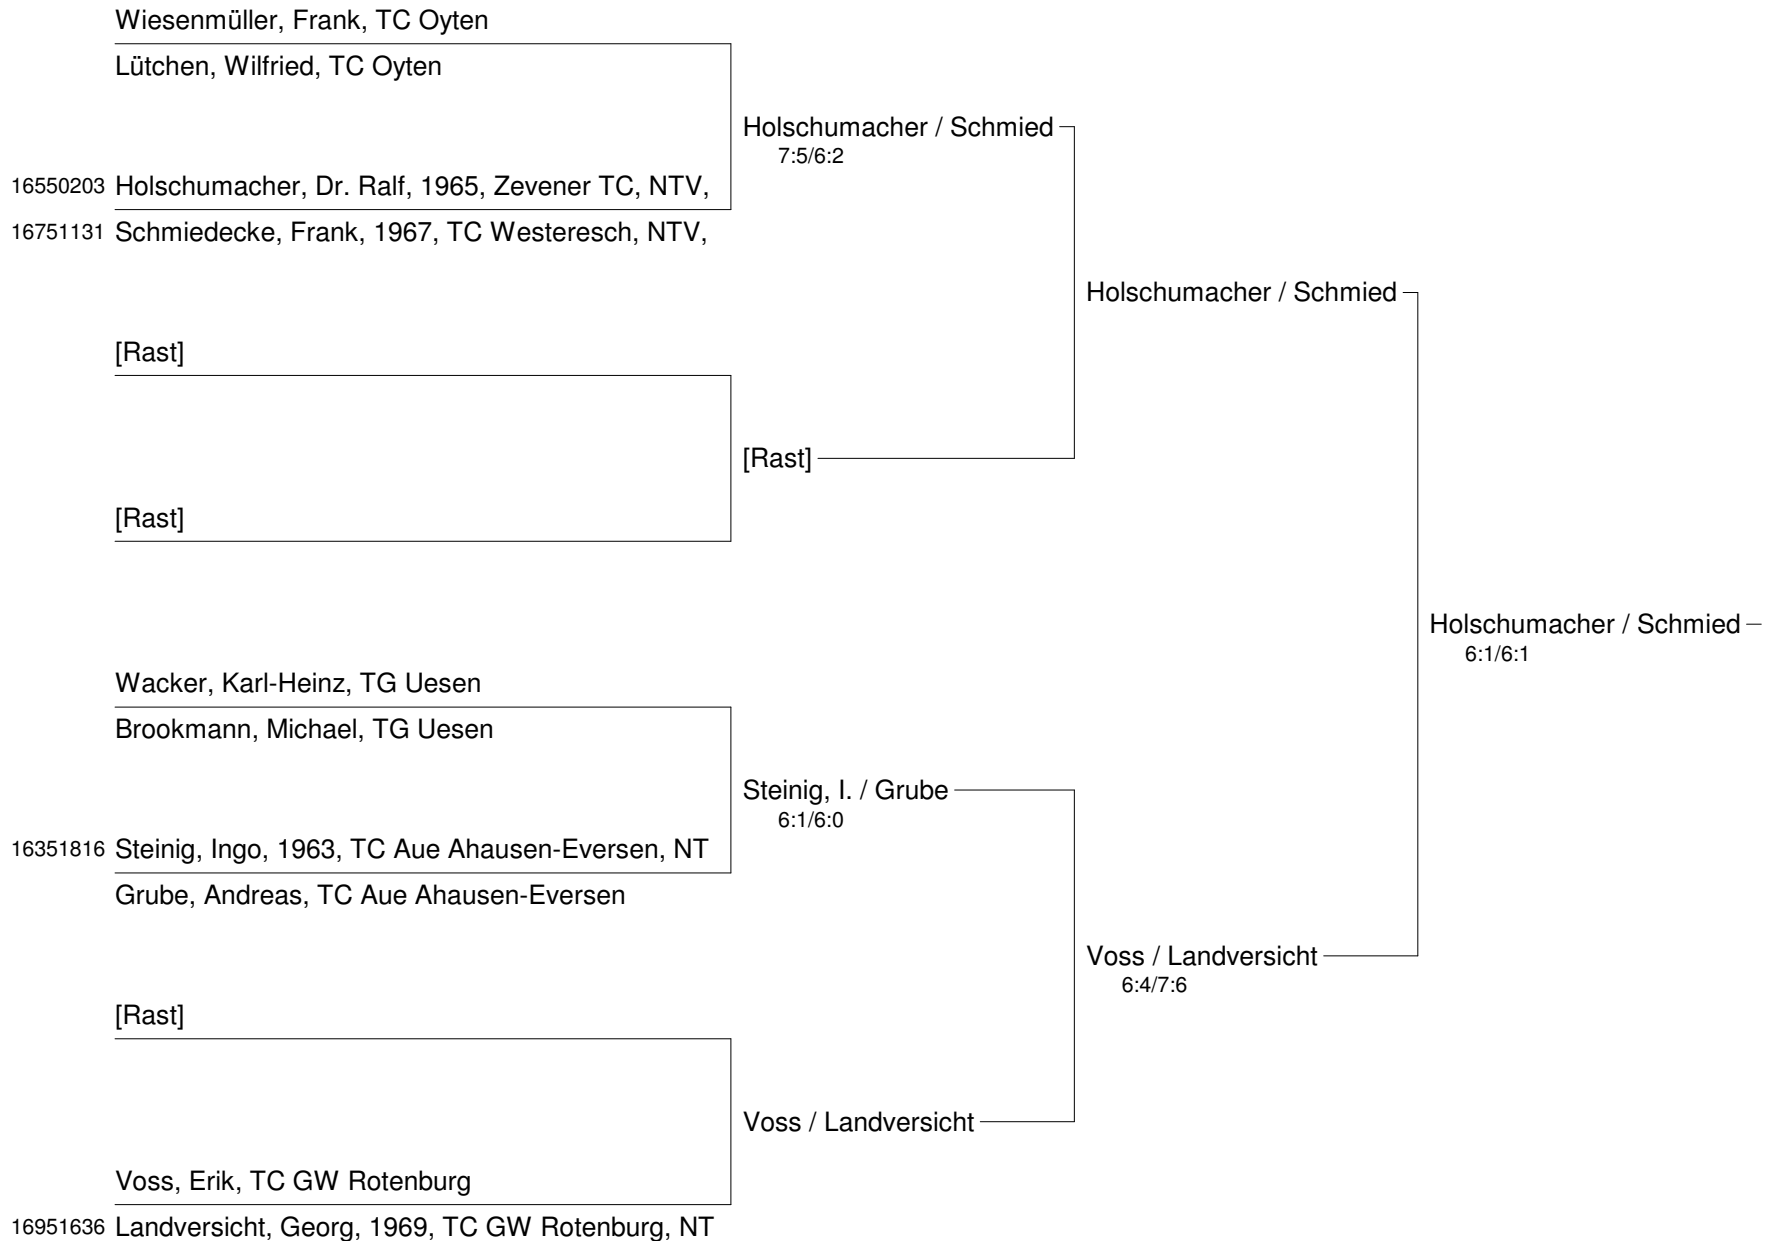 Wiesenmüller, Frank, TC Oyten
Lütchen, Wilfried, TC Oyten
Holschumacher / Schmied
7:5/6:2
16550203 Holschumacher, Dr. Ralf, 1965, Zevener TC, NTV,
16751131 Schmiedecke, Frank, 1967, TC Westeresch, NTV,
Holschumacher / Schmied
[Rast]
[Rast]
[Rast]
Holschumacher / Schmied
6:1/6:1
Wacker, Karl-Heinz, TG Uesen
Brookmann, Michael, TG Uesen
Steinig, I. / Grube
6:1/6:0
16351816 Steinig, Ingo, 1963, TC Aue Ahausen-Eversen, NT
Grube, Andreas, TC Aue Ahausen-Eversen
Voss / Landversicht
6:4/7:6
[Rast]
Voss / Landversicht
Voss, Erik, TC GW Rotenburg
16951636 Landversicht, Georg, 1969, TC GW Rotenburg, NT